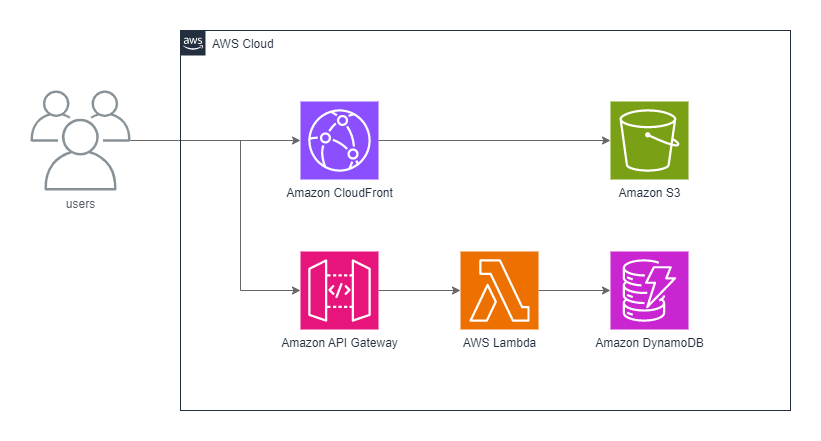 aws
AWS Cloud
users
Amazon CloudFront
Amazon S3
</>
Amazon API Gateway
AWS Lambda
Amazon DynamoDB